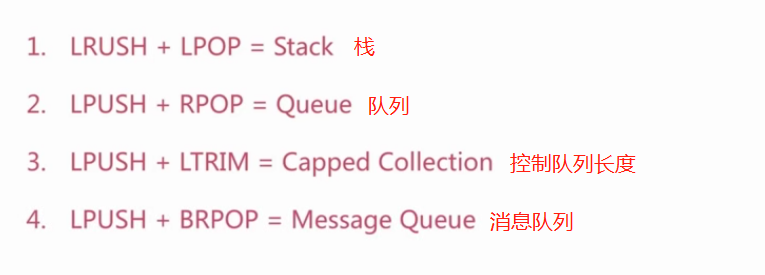 1. LRUSH + LPOP = Stack 栈
2. LPUSH + RPOP = Queue 队列
3. LPUSH + LTRIM = Capped Collection 控制队列长度
4. LPUSH + BRPOP = Message Queue 消息队列